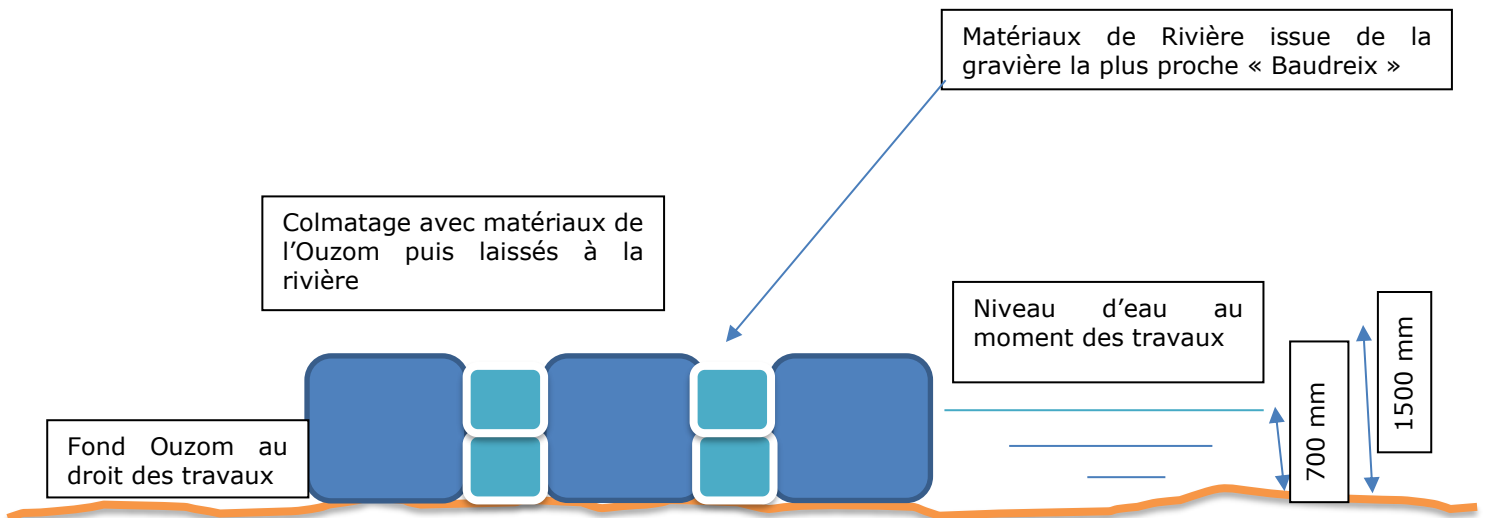 Matériaux de Rivière issue de la
gravière la plus proche « Baudreix »
Colmatage avec matériaux de
l’Ouzom puis laissés à la
rivière
Niveau d’eau au
moment des travaux
1500 mm
700 mm
Fond Ouzom au
droit des travaux